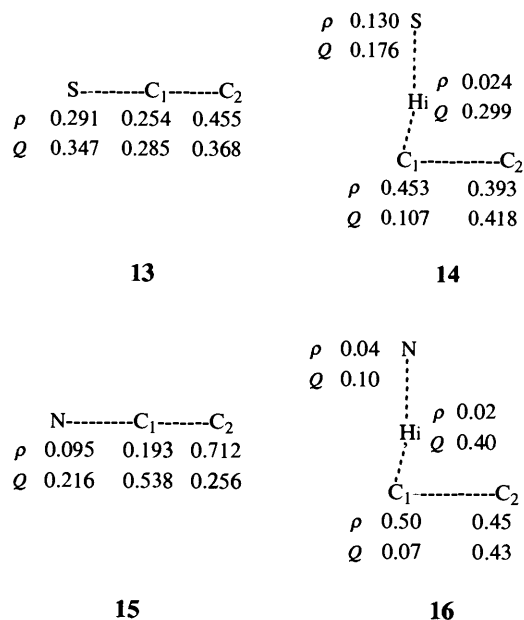 S--------C₁-----C₂
ρ 0.291 0.254 0.455
Q 0.347 0.285 0.368
13
ρ 0.130 S
Q 0.176
Hi
ρ 0.024
Q 0.299
C₁-----------C₂
ρ 0.453 0.393
Q 0.107 0.418
14
N---------C₁------C₂
ρ 0.095 0.193 0.712
Q 0.216 0.538 0.256
15
ρ 0.04 N
Q 0.10
Hi
ρ 0.02
Q 0.40
C₁------------C₂
ρ 0.50 0.45
Q 0.07 0.43
16